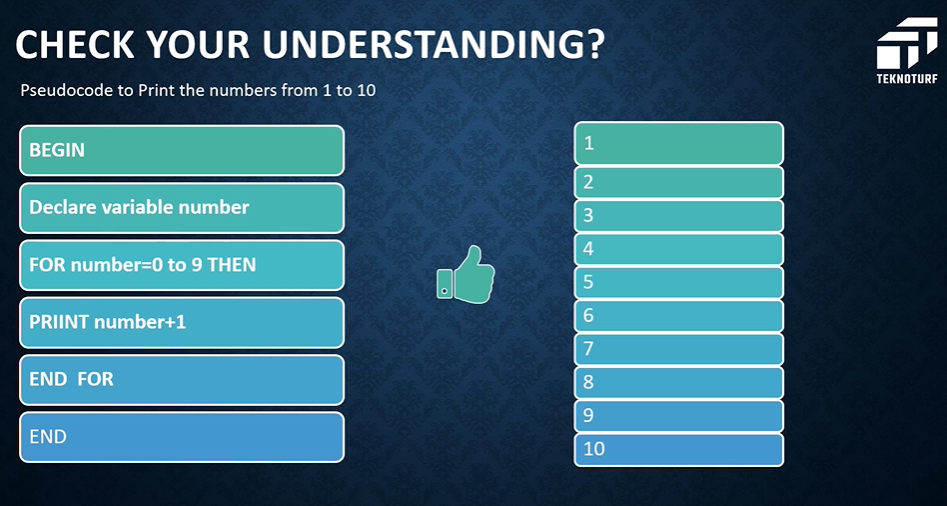 CHECK YOUR UNDERSTANDING?
TEKNOTURF
Pseudocode to Print the numbers from 1 to 10
BEGIN
Declare variable number
FOR number=0 to 9 THEN
PRIINT number+1
END  FOR
END
1
2
3
4
5
6
7
8
9
10